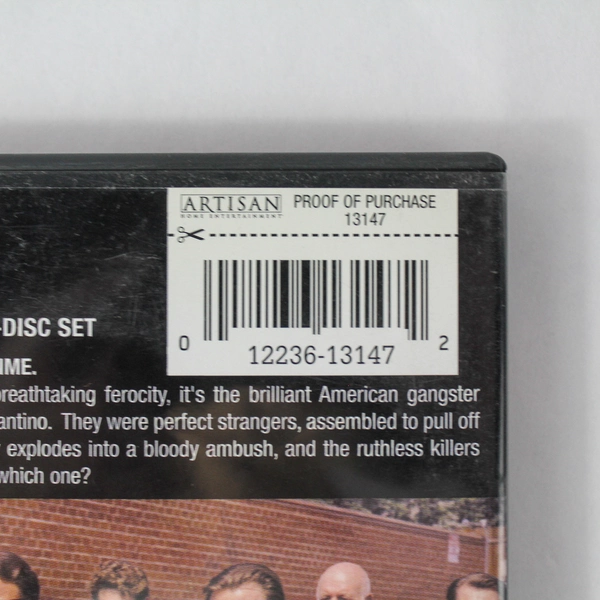 ARTISAN
HOME ENTERTAINMENT
PROOF OF PURCHASE
13147
0 12236-13147 2
-DISC SET
IME.
breathtaking ferocity, it's the brilliant American gangster
antino. They were perfect strangers, assembled to pull off
explodes into a bloody ambush, and the ruthless killers
which one?